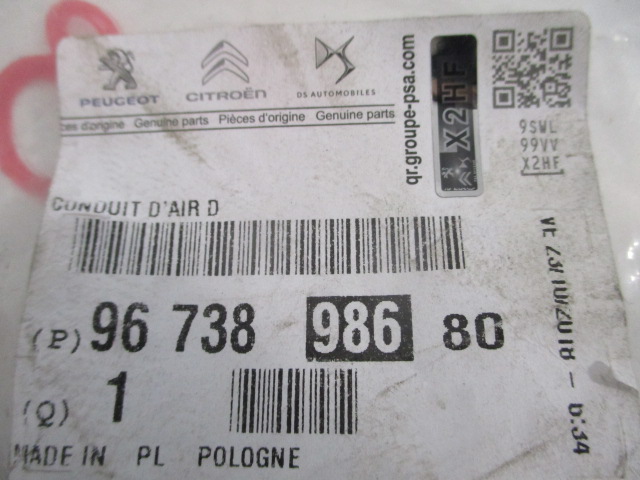 PEUGEOT CITROËN DS AUTOMOBILES
ces d'origine Genuine parts Pièces d'origine Genuine parts
qr.groupe-psa.com
X2HF
9SWL
99VV
X2HF
CONDUIT D'AIR D
(P) 96 738 986 80
(Q) 1
MADE IN PL POLOGNE